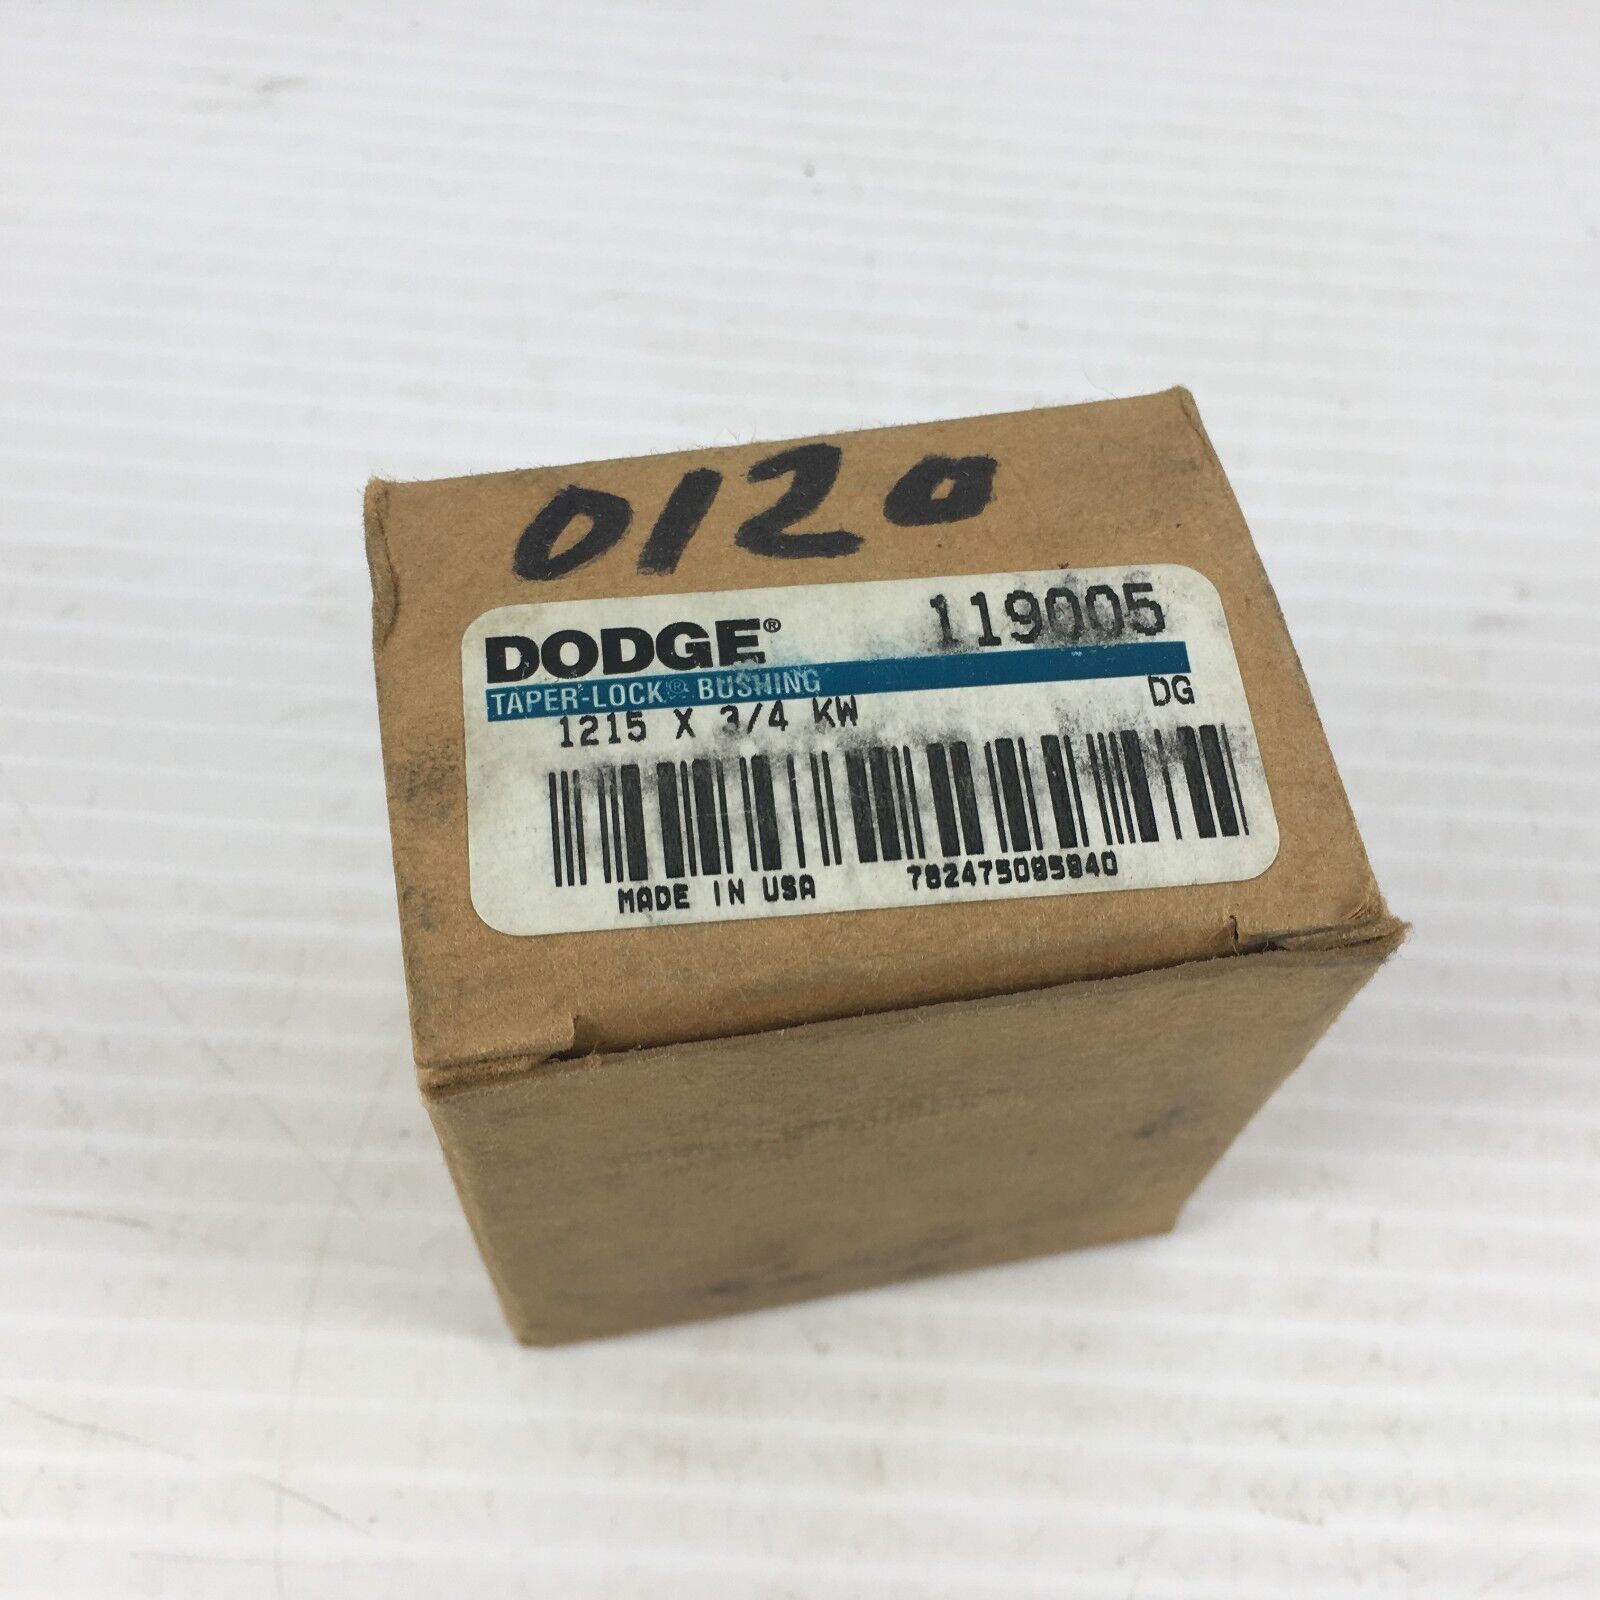 0120
DODGE® 119005
TAPER-LOCK® BUSHING
1215 X 3/4 KW DG
MADE IN USA 782475085840